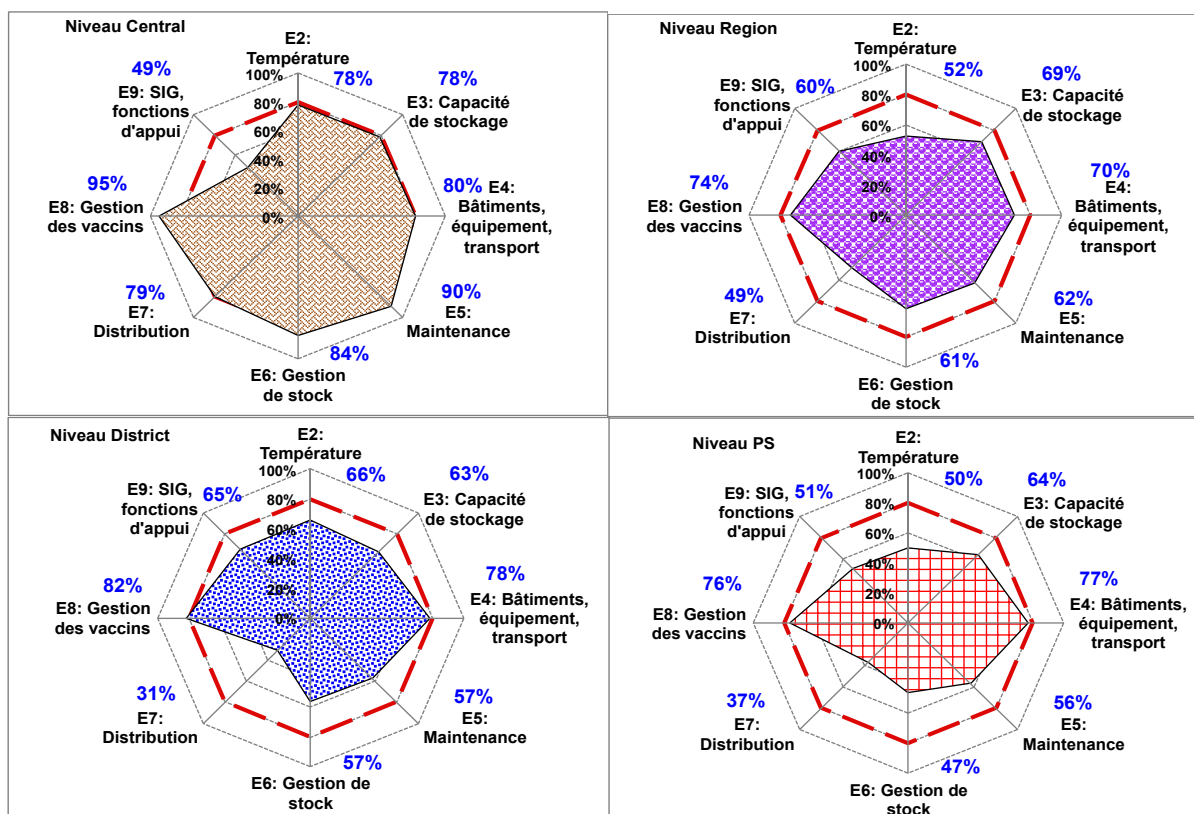 Niveau Central
E2:
Température
78%
78%
E3: Capacité
de stockage
80%
E4:
Bâtiments,
équipement,
transport
90%
E5:
Maintenance
84%
E6: Gestion
de stock
79%
E7:
Distribution
95%
E8: Gestion
des vaccins
49%
E9: SIG,
fonctions
d'appui
100%
80%
60%
40%
20%
0%
Niveau Region
E2:
Température
52%
69%
E3: Capacité
de stockage
70%
E4:
Bâtiments,
équipement,
transport
62%
E5:
Maintenance
61%
E6: Gestion
de stock
49%
E7:
Distribution
74%
E8: Gestion
des vaccins
60%
E9: SIG,
fonctions
d'appui
100%
80%
60%
40%
20%
0%
Niveau District
E2:
Température
66%
63%
E3: Capacité
de stockage
78%
E4: Bâtiments,
équipement,
transport
57%
E5:
Maintenance
57%
E6: Gestion de
stock
31%
E7:
Distribution
82%
E8: Gestion
des vaccins
65%
E9: SIG,
fonctions
d'appui
100%
80%
60%
40%
20%
0%
Niveau PS
E2:
Température
50%
64%
E3: Capacité
de stockage
77%
E4: Bâtiments,
équipement,
transport
56%
E5:
Maintenance
47%
E6: Gestion de
stock
37%
E7:
Distribution
76%
E8: Gestion
des vaccins
51%
E9: SIG,
fonctions
d'appui
100%
80%
60%
40%
20%
0%